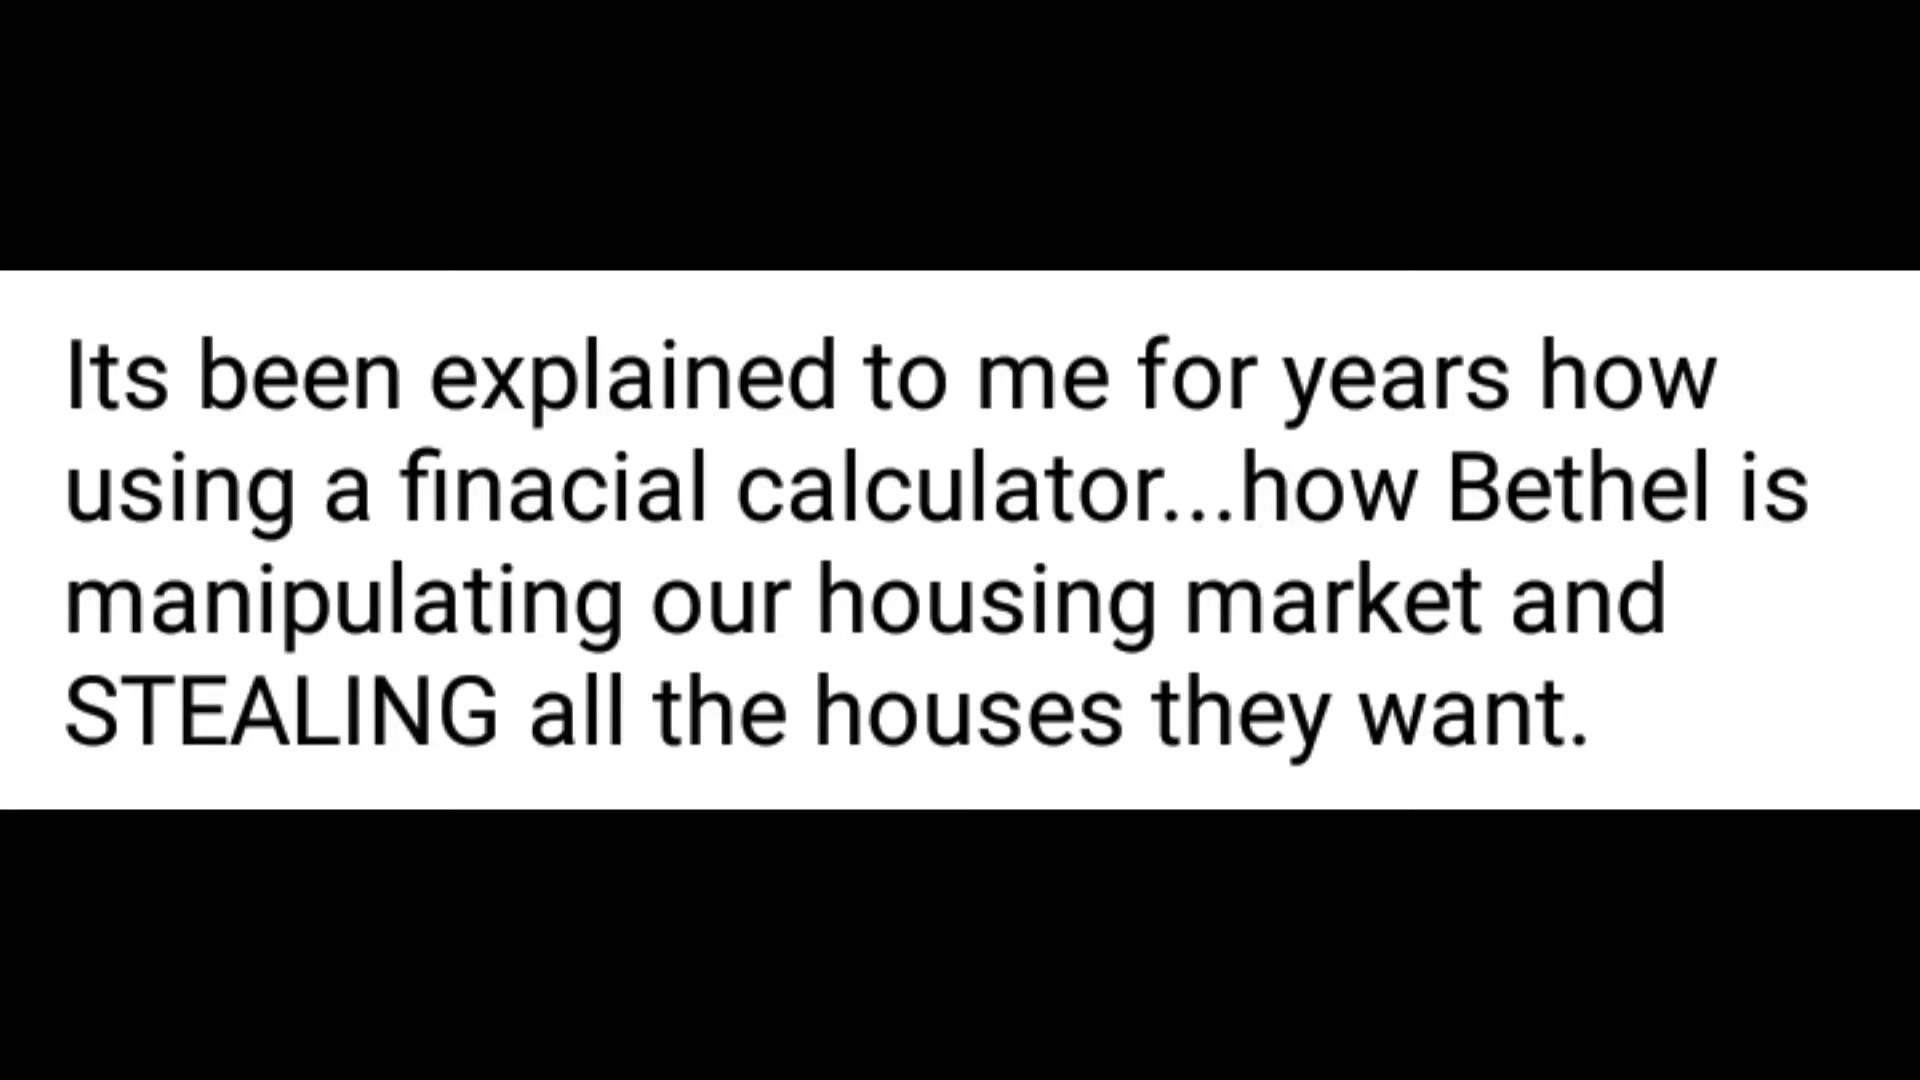 Its been explained to me for years how
using a finacial calculator...how Bethel is
manipulating our housing market and
STEALING all the houses they want.